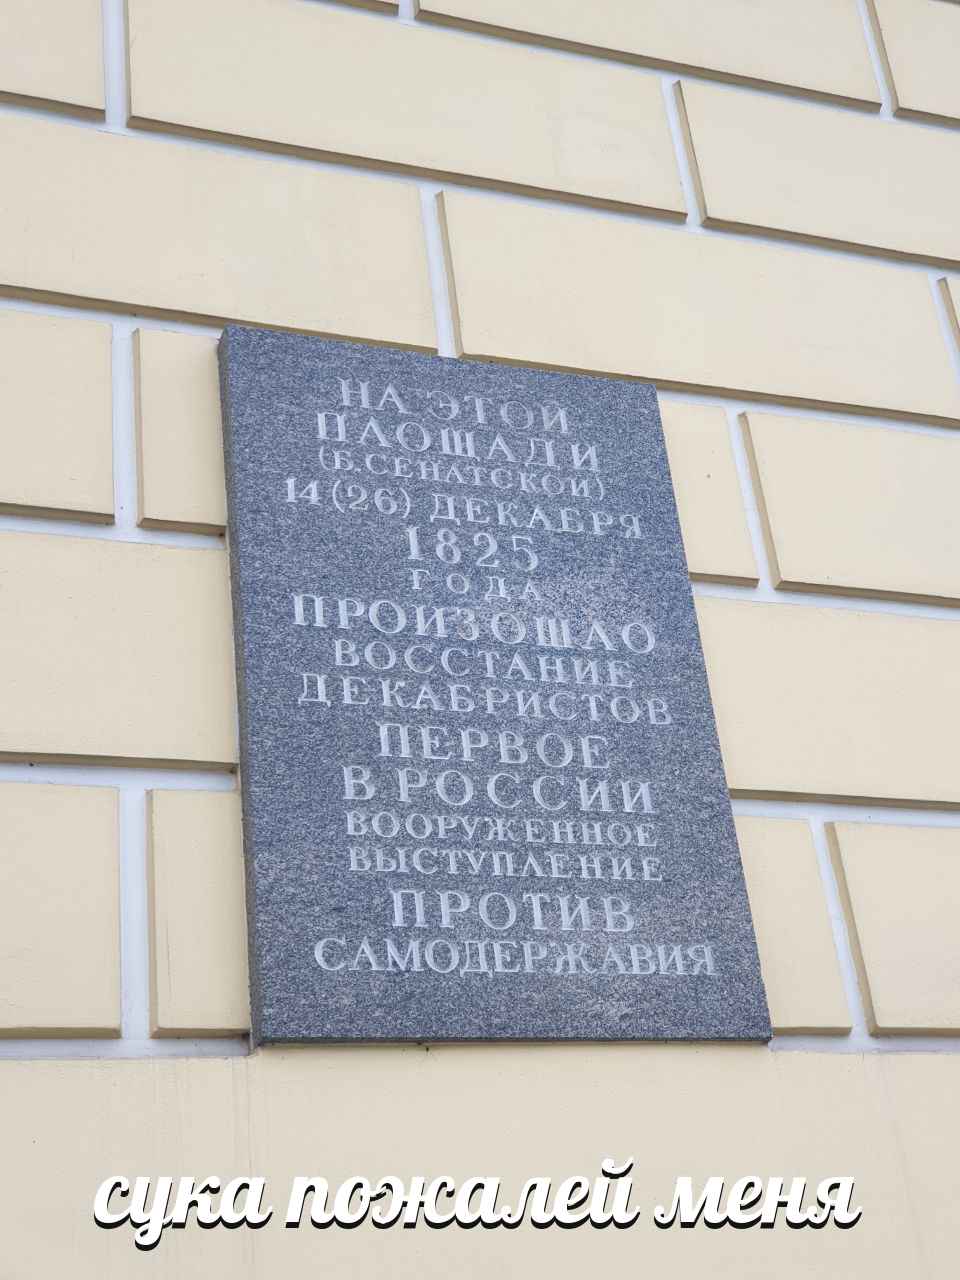 НА ЭТОЙ
ПЛОЩАДИ
(Б.СЕНАТСКОЙ)
14 (26) ДЕКАБРЯ
1825
ГОДА
ПРОИЗОШЛО
ВОССТАНИЕ
ДЕКАБРИСТОВ
ПЕРВОЕ
В РОССИИ
ВООРУЖЕННОЕ
ВЫСТУПЛЕНИЕ
ПРОТИВ
САМОДЕРЖАВИЯ
сука пожалей меня